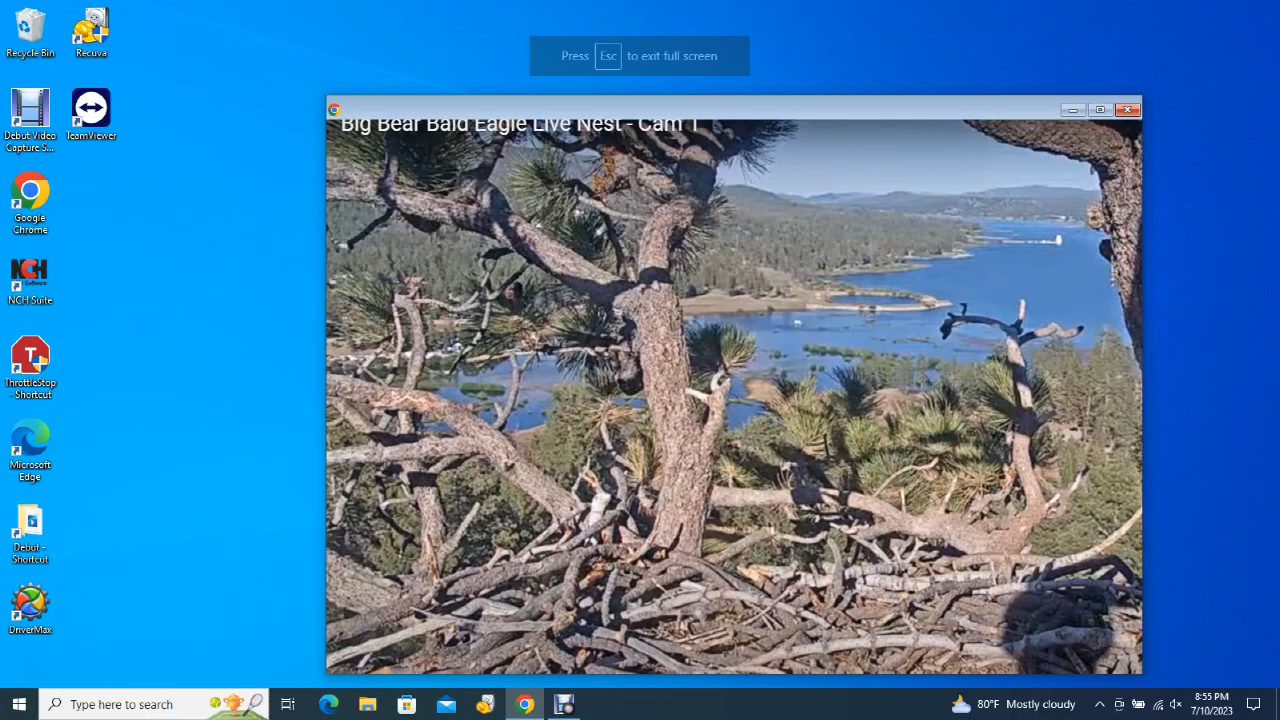 Recycle Bin
Recuva
Press Esc to exit full screen
Big Bear Bald Eagle Live Nest - Cam 1
Debut Video
Capture S...
TeamViewer
Google
Chrome
NCH
Software
NCH Suite
T
ThrottleStop
- Shortcut
Microsoft
Edge
Debut -
Shortcut
DriverMax
Type here to search
80°F Mostly cloudy
8:55 PM
7/10/2023